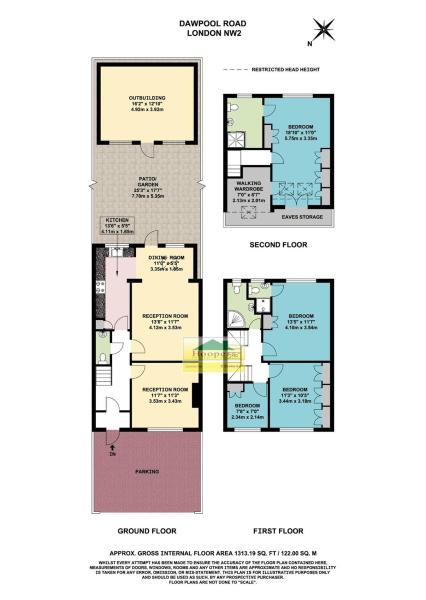 DAWPOOL ROAD
LONDON NW2
N
RESTRICTED HEAD HEIGHT
OUTBUILDING
16'2" x 12'10"
4.92m x 3.92m
PATIO/
GARDEN
25'3" x 17'7"
7.70m x 5.35m
KITCHEN
13'6" x 5'5"
4.11m x 1.65m
DINING ROOM
3.35m x 1.65m
RECEPTION ROOM
13'6" x 11'7"
4.12m x 3.53m
Hoopers
RECEPTION ROOM
11'7" x 11'3"
3.53m x 3.43m
IN
PARKING
GROUND FLOOR
BEDROOM
18'10" x 11'0"
5.75m x 3.35m
WALKING
WARDROBE
7'0" x 6'7"
2.13m x 2.01m
EAVES STORAGE
SECOND FLOOR
BEDROOM
13'5" x 11'7"
4.10m x 3.54m
BEDROOM
7'8" x 7'0"
2.34m x 2.14m
BEDROOM
11'3" x 10'5"
3.44m x 3.18m
FIRST FLOOR
APPROX. GROSS INTERNAL FLOOR AREA 1313.19 SQ. FT / 122.00 SQ. M
WHILST EVERY ATTEMPT HAS BEEN MADE TO ENSURE THE ACCURACY OF THE FLOOR PLAN CONTAINED HERE,
MEASUREMENTS OF DOORS, WINDOWS, ROOMS AND ANY OTHER ITEMS ARE APPROXIMATE AND NO RESPONSIBILITY
IS TAKEN FOR ANY ERROR, OMISSION, OR MIS-STATEMENT. THIS PLAN IS FOR ILLUSTRATIVE PURPOSES ONLY
AND SHOULD BE USED AS SUCH, BY ANY PROSPECTIVE PURCHASER.
FLOOR PLANS ARE NOT DONE TO "SCALE".